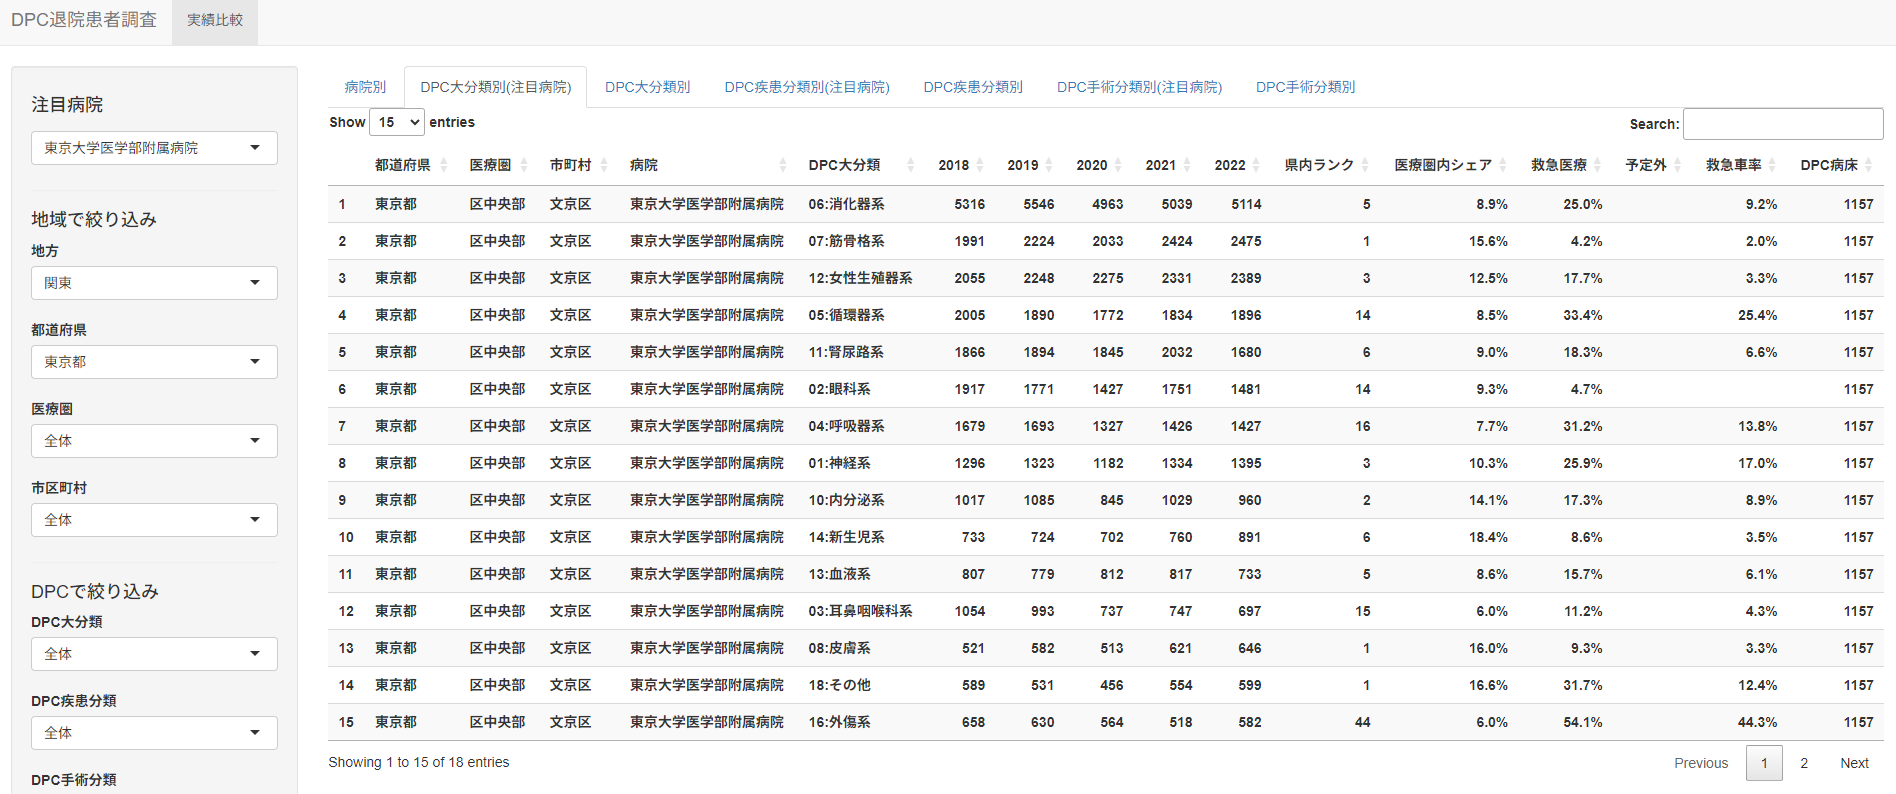 DPC退院患者調査 実績比較
注目病院
東京大学医学部附属病院
地域で絞り込み
地方
関東
都道府県
東京都
医療圏
全体
市区町村
全体
DPCで絞り込み
DPC大分類
全体
DPC疾患分類
全体
DPC手術分類
病院別 DPC大分類別(注目病院) DPC大分類別 DPC疾患分類別(注目病院) DPC疾患分類別 DPC手術分類別(注目病院) DPC手術分類別
Show 15 entries Search:
都道府県 医療圏 市町村 病院 DPC大分類 2018 2019 2020 2021 2022 県内ランク 医療圏内シェア 救急医療 予定外 救急車率 DPC病床
1 東京都 区中央部 文京区 東京大学医学部附属病院 06:消化器系 5316 5546 4963 5039 5114 5 8.9% 25.0% 9.2% 1157
2 東京都 区中央部 文京区 東京大学医学部附属病院 07:筋骨格系 1991 2224 2033 2424 2475 1 15.6% 4.2% 2.0% 1157
3 東京都 区中央部 文京区 東京大学医学部附属病院 12:女性生殖器系 2055 2248 2275 2331 2389 3 12.5% 17.7% 3.3% 1157
4 東京都 区中央部 文京区 東京大学医学部附属病院 05:循環器系 2005 1890 1772 1834 1896 14 8.5% 33.4% 25.4% 1157
5 東京都 区中央部 文京区 東京大学医学部附属病院 11:腎尿路系 1866 1894 1845 2032 1680 6 9.0% 18.3% 6.6% 1157
6 東京都 区中央部 文京区 東京大学医学部附属病院 02:眼科系 1917 1771 1427 1751 1481 14 9.3% 4.7% 1157
7 東京都 区中央部 文京区 東京大学医学部附属病院 04:呼吸器系 1679 1693 1327 1426 1427 16 7.7% 31.2% 13.8% 1157
8 東京都 区中央部 文京区 東京大学医学部附属病院 01:神経系 1296 1323 1182 1334 1395 3 10.3% 25.9% 17.0% 1157
9 東京都 区中央部 文京区 東京大学医学部附属病院 10:内分泌系 1017 1085 845 1029 960 2 14.1% 17.3% 8.9% 1157
10 東京都 区中央部 文京区 東京大学医学部附属病院 14:新生児系 733 724 702 760 891 6 18.4% 8.6% 3.5% 1157
11 東京都 区中央部 文京区 東京大学医学部附属病院 13:血液系 807 779 812 817 733 5 8.6% 15.7% 6.1% 1157
12 東京都 区中央部 文京区 東京大学医学部附属病院 03:耳鼻咽喉科系 1054 993 737 747 697 15 6.0% 11.2% 4.3% 1157
13 東京都 区中央部 文京区 東京大学医学部附属病院 08:皮膚系 521 582 513 621 646 1 16.0% 9.3% 3.3% 1157
14 東京都 区中央部 文京区 東京大学医学部附属病院 18:その他 589 531 456 554 599 1 16.6% 31.7% 12.4% 1157
15 東京都 区中央部 文京区 東京大学医学部附属病院 16:外傷系 658 630 564 518 582 44 6.0% 54.1% 44.3% 1157
Showing 1 to 15 of 18 entries Previous 1 2 Next